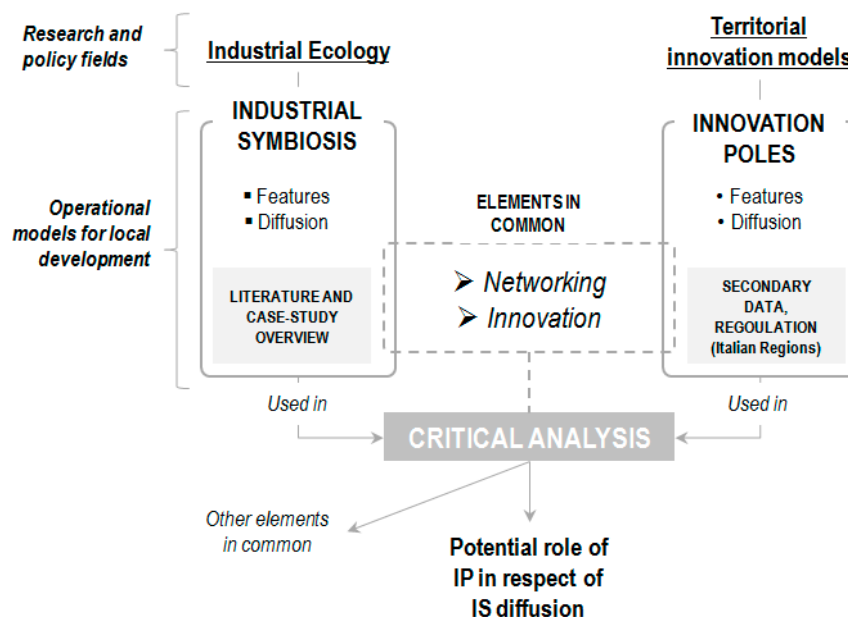 Research and
policy fields
Industrial Ecology
Territorial
innovation models
INDUSTRIAL
SYMBIOSIS
INNOVATION
POLES
Operational
models for local
development
▪ Features
▪ Diffusion
ELEMENTS IN
COMMON
• Features
• Diffusion
➢ Networking
➢ Innovation
LITERATURE AND
CASE-STUDY
OVERVIEW
SECONDARY
DATA,
REGOULATION
(Italian Regions)
Used in
Used in
CRITICAL ANALYSIS
Other elements
in common
Potential role of
IP in respect of
IS diffusion